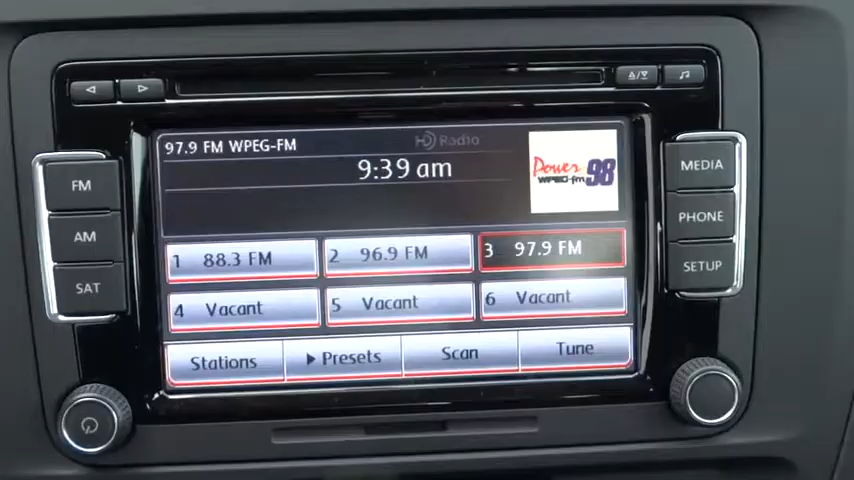 97.9 FM WPEG-FM
HD Radio
9:39 am
Power 98
WPEG-fm
FM
AM
SAT
MEDIA
PHONE
SETUP
1 88.3 FM
2 96.9 FM
3 97.9 FM
4 Vacant
5 Vacant
6 Vacant
Stations
Presets
Scan
Tune